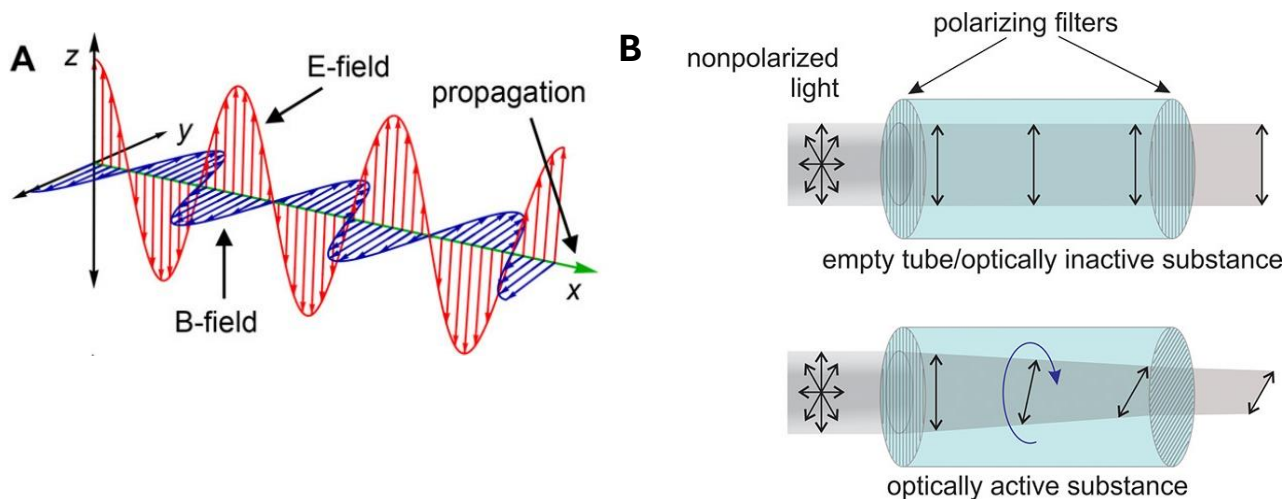 A
z
y
E-field
propagation
B-field
x
B
polarizing filters
nonpolarized
light
empty tube/optically inactive substance
optically active substance